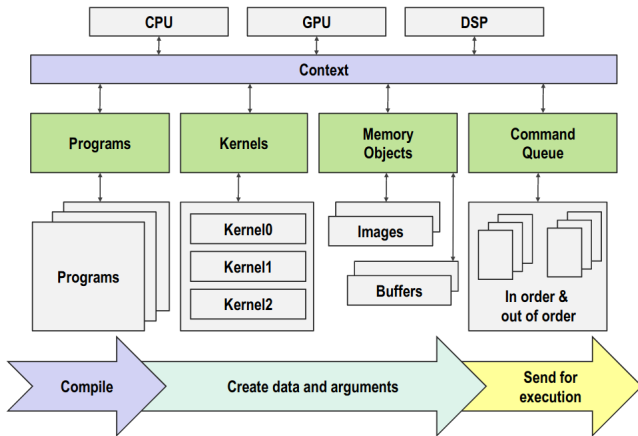 CPU
GPU
DSP
Context
Programs
Kernels
Memory
Objects
Command
Queue
Programs
Kernel0
Kernel1
Kernel2
Images
Buffers
In order &
out of order
Compile
Create data and arguments
Send for
execution